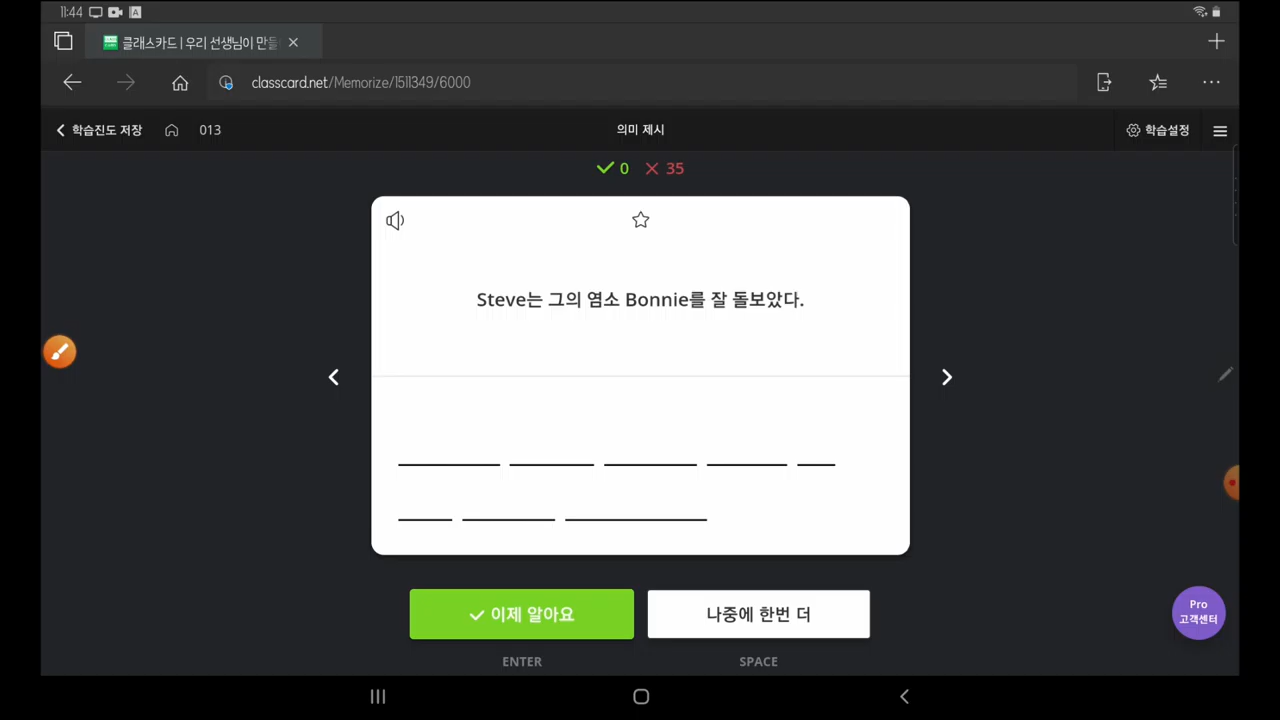 11:44
클래스카드 | 우리 선생님이 만들
classcard.net/Memorize/1511349/6000
학습진도 저장 013 의미 제시 학습설정
0 35
Steve는 그의 염소 Bonnie를 잘 돌보았다.
이제 알아요 나중에 한번 더
ENTER SPACE
Pro
고객센터